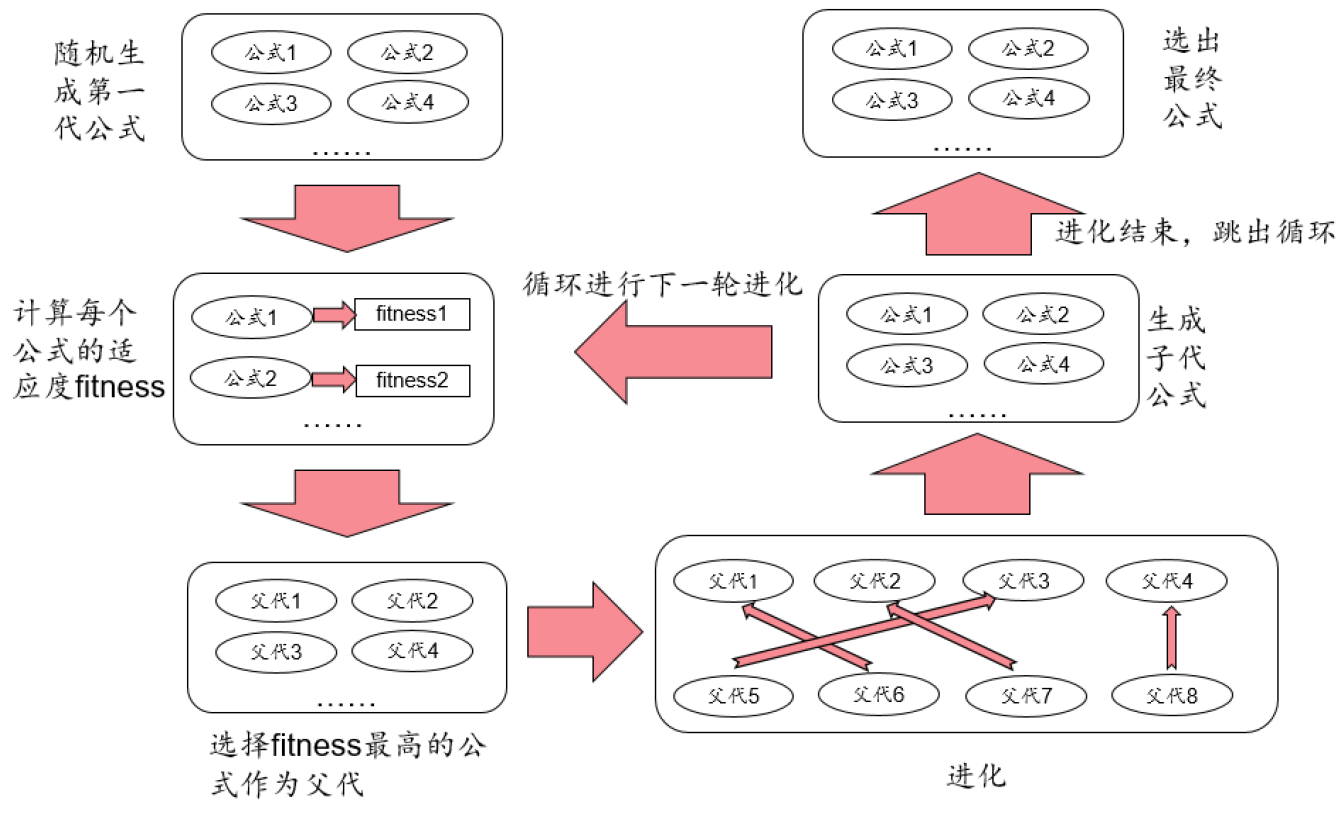 随机生
成第一
代公式
公式1
公式2
公式3
公式4
......
计算每个
公式的适
应度fitness
公式1
fitness1
公式2
fitness2
......
父代1
父代2
父代3
父代4
......
选择fitness最高的公
式作为父代
父代1
父代2
父代3
父代4
父代5
父代6
父代7
父代8
进化
公式1
公式2
公式3
公式4
......
生成
子代
公式
循环进行下一轮进化
进化结束，跳出循环
公式1
公式2
公式3
公式4
......
选出
最终
公式